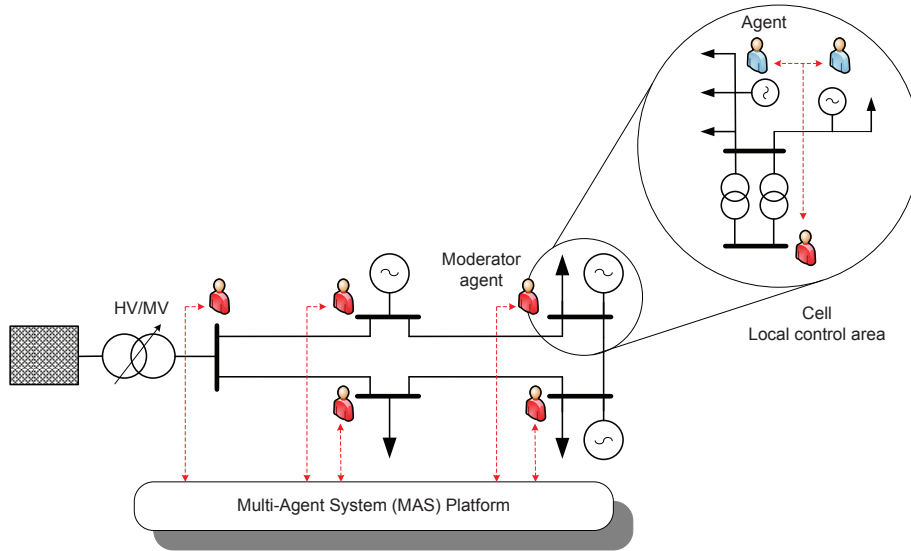 Agent
Moderator
agent
HV/MV
Cell
Local control area
Multi-Agent System (MAS) Platform